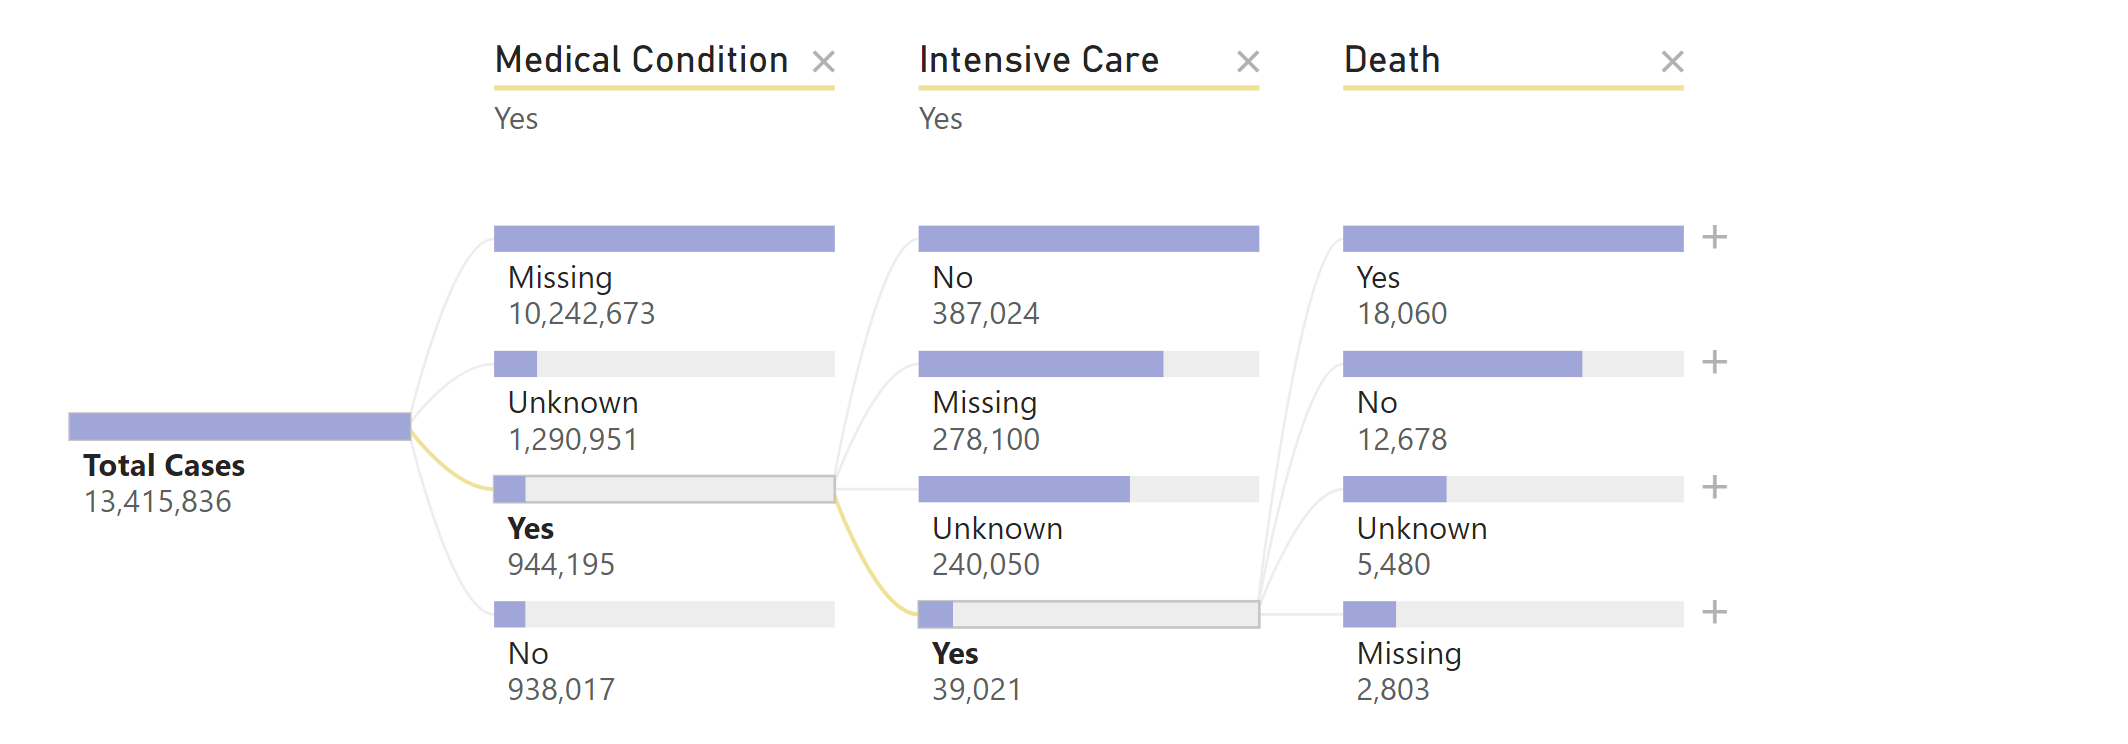 Medical Condition
Yes
Intensive Care
Yes
Death
Total Cases
13,415,836
Missing
10,242,673
Unknown
1,290,951
Yes
944,195
No
938,017
No
387,024
Missing
278,100
Unknown
240,050
Yes
39,021
Yes
18,060
No
12,678
Unknown
5,480
Missing
2,803